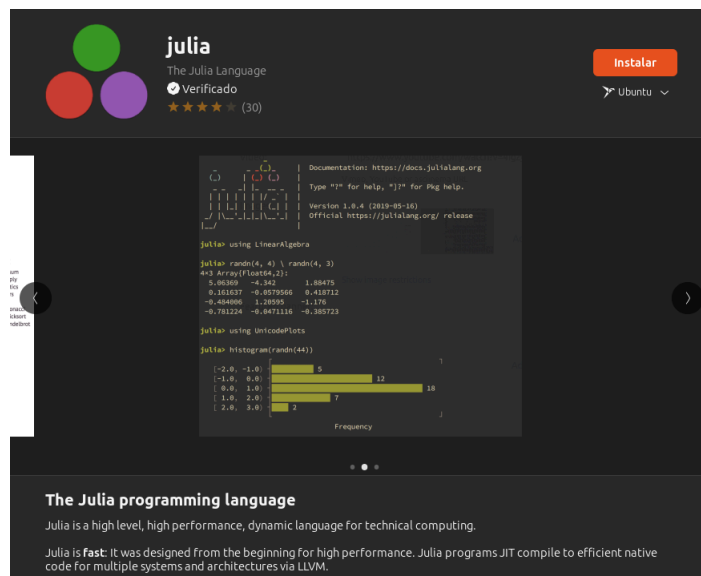 julia
The Julia Language
Verificado
(30)
Instalar
Ubuntu
Documentation: https://docs.julialang.org
Type "?" for help, "]?" for Pkg help.
Version 1.0.4 (2019-05-16)
Official https://julialang.org/ release
julia> using LinearAlgebra
julia> randn(4, 4) \ randn(4, 3)
4×3 Array{Float64,2}:
5.06369 -4.342 1.88475
0.161637 -0.0579566 0.418712
-0.484006 1.28595 -1.176
-0.781224 -0.0471116 -0.385723
julia> using UnicodePlots
julia> histogram(randn(44))
[-2.0, -1.0) 5
[-1.0, 0.0) 12
[ 0.0, 1.0) 18
[ 1.0, 2.0) 7
[ 2.0, 3.0) 2
Frequency
The Julia programming language
Julia is a high level, high performance, dynamic language for technical computing.
Julia is fast: It was designed from the beginning for high performance. Julia programs JIT compile to efficient native
code for multiple systems and architectures via LLVM.